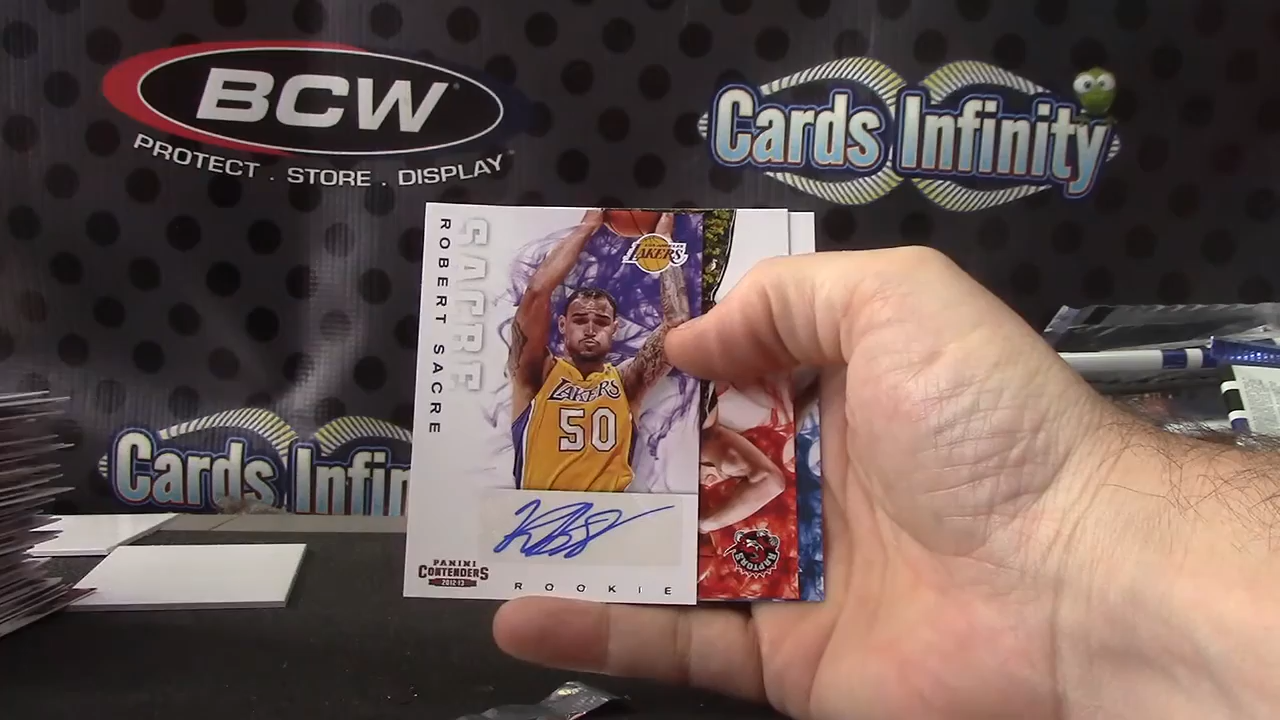 BCW
PROTECT . STORE . DISPLAY
Cards Infinity
SACRE
ROBERT SACRE
LAKERS
LAKERS
50
PANINI
CONTENDERS
2012-13
ROOKIE
RAPTORS
Cards Infin